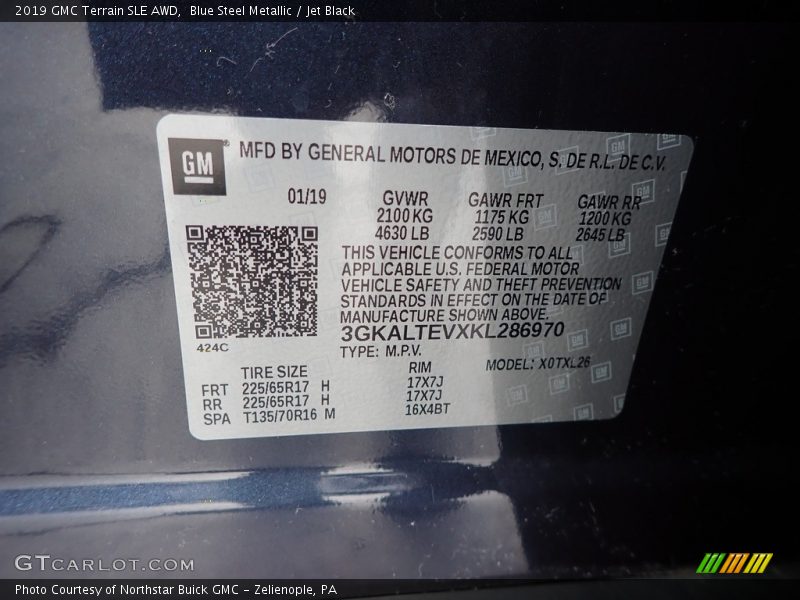 2019 GMC Terrain SLE AWD, Blue Steel Metallic / Jet Black
GM
MFD BY GENERAL MOTORS DE MEXICO, S. DE R.L. DE C.V.
01/19 GVWR GAWR FRT GAWR RR
2100 KG 1175 KG 1200 KG
4630 LB 2590 LB 2645 LB
THIS VEHICLE CONFORMS TO ALL
APPLICABLE U.S. FEDERAL MOTOR
VEHICLE SAFETY AND THEFT PREVENTION
STANDARDS IN EFFECT ON THE DATE OF
MANUFACTURE SHOWN ABOVE.
3GKALTEVXKL286970
424C
TYPE: M.P.V. MODEL: X0TXL26
TIRE SIZE RIM
FRT 225/65R17 H 17X7J
RR 225/65R17 H 17X7J
SPA T135/70R16 M 16X4BT
GTCARLOT.COM
Photo Courtesy of Northstar Buick GMC - Zelienople, PA